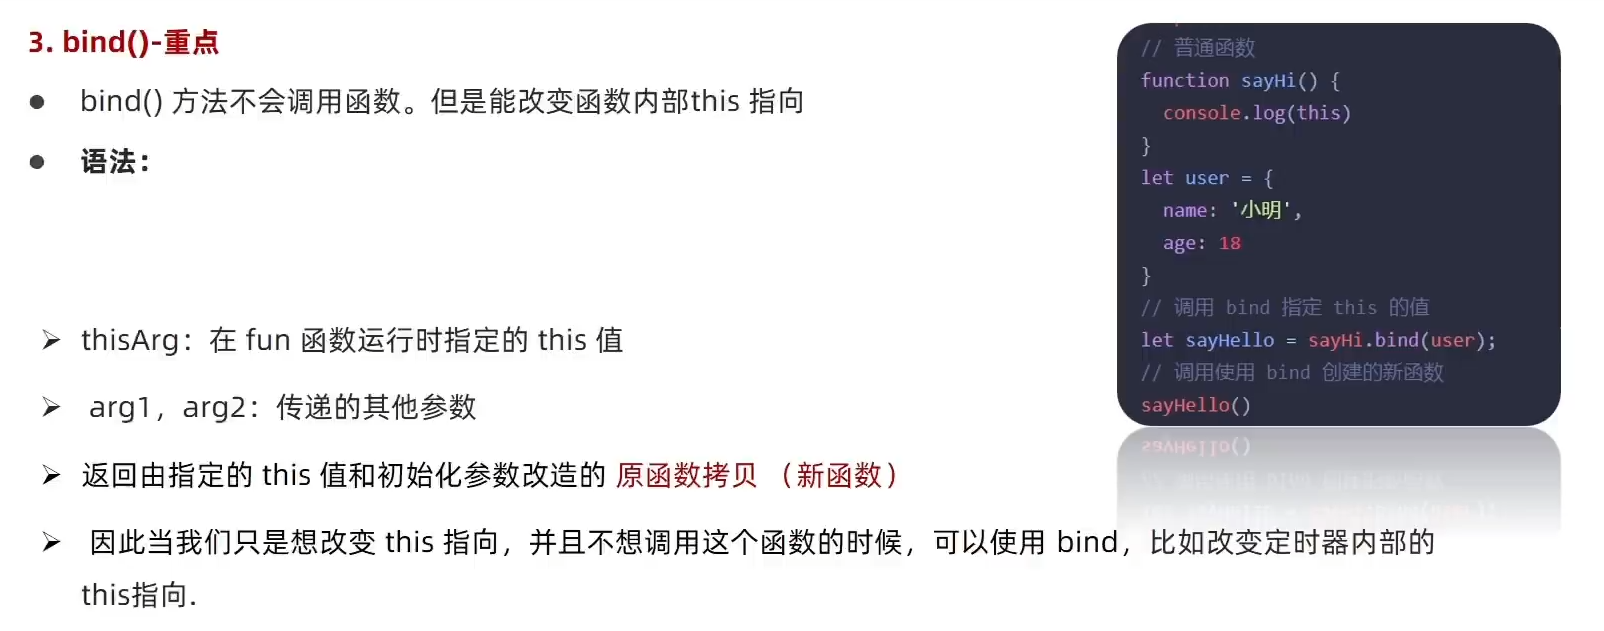 3. bind()-重点
● bind() 方法不会调用函数。但是能改变函数内部this 指向
● 语法：
➢ thisArg：在 fun 函数运行时指定的 this 值
➢ arg1，arg2：传递的其他参数
➢ 返回由指定的 this 值和初始化参数改造的 原函数拷贝 （新函数）
➢ 因此当我们只是想改变 this 指向，并且不想调用这个函数的时候，可以使用 bind，比如改变定时器内部的
this指向.
// 普通函数
function sayHi() {
  console.log(this)
}
let user = {
  name: '小明',
  age: 18
}
// 调用 bind 指定 this 的值
let sayHello = sayHi.bind(user);
// 调用使用 bind 创建的新函数
sayHello()